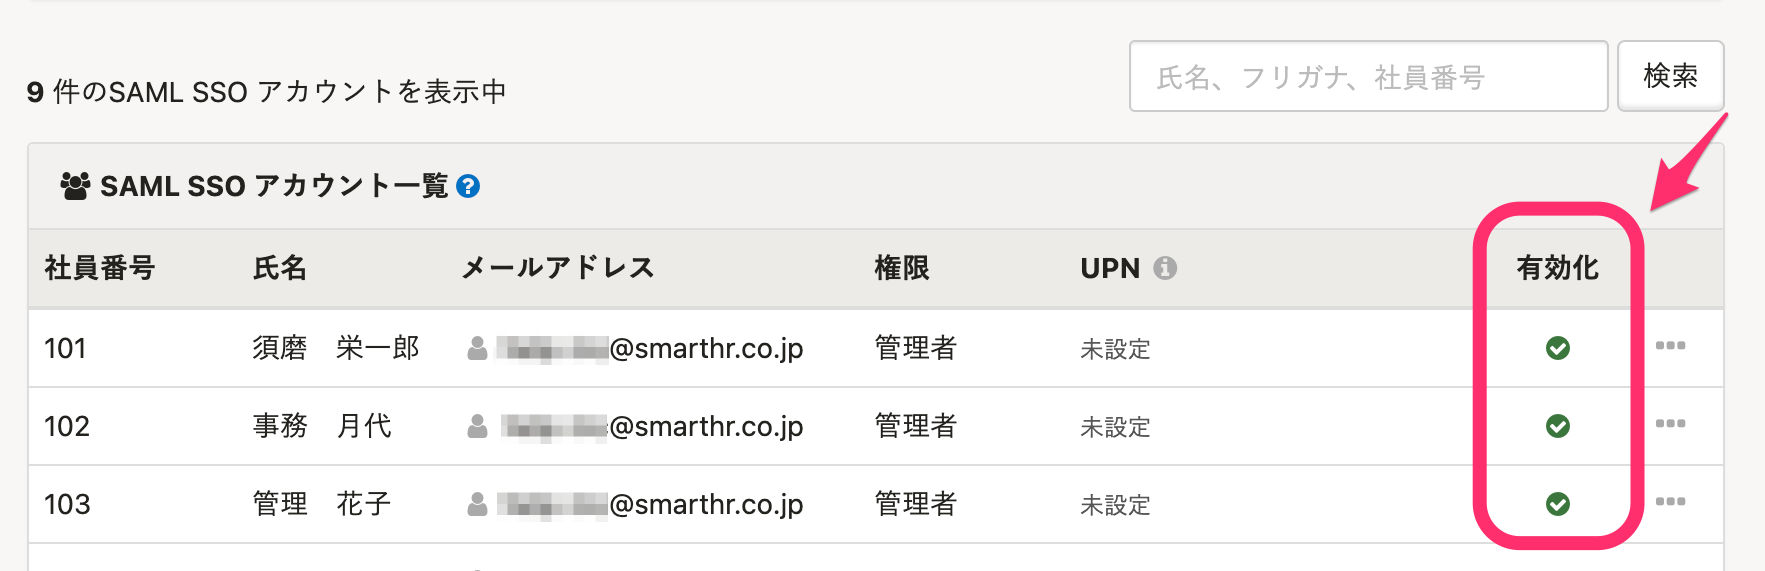 氏名、フリガナ、社員番号 検索
9 件のSAML SSO アカウントを表示中
SAML SSO アカウント一覧
社員番号 氏名 メールアドレス 権限 UPN 有効化
101 須磨 栄一郎 @smarthr.co.jp 管理者 未設定
102 事務 月代 @smarthr.co.jp 管理者 未設定
103 管理 花子 @smarthr.co.jp 管理者 未設定